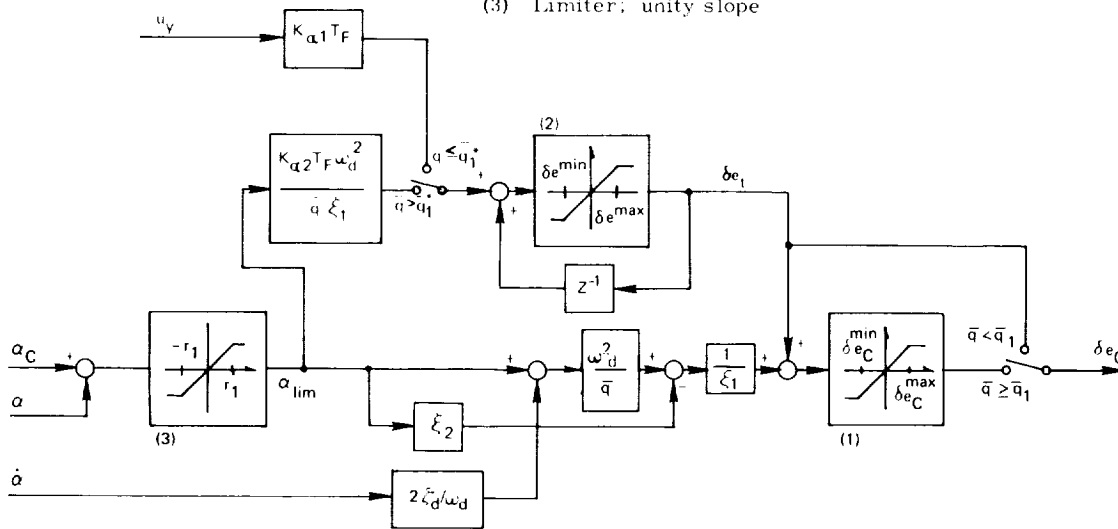 (3) Limiter; unity slope
u_y
K_α1 T_F
(2)
K_α2 T_F ω_d^2
q̄ ξ_1
q ≤ q̄_1*
q̄ > q̄_1*
δe^min
δe^max
δe_t
Z^-1
α_C
α
-r_1
r_1
(3)
α_lim
ω_d^2
q̄
1
ξ_1
ξ_2
δe_C^min
δe_C^max
(1)
q̄ < q̄_1
q̄ ≥ q̄_1
δe_C
α̇
2ζ_d/ω_d